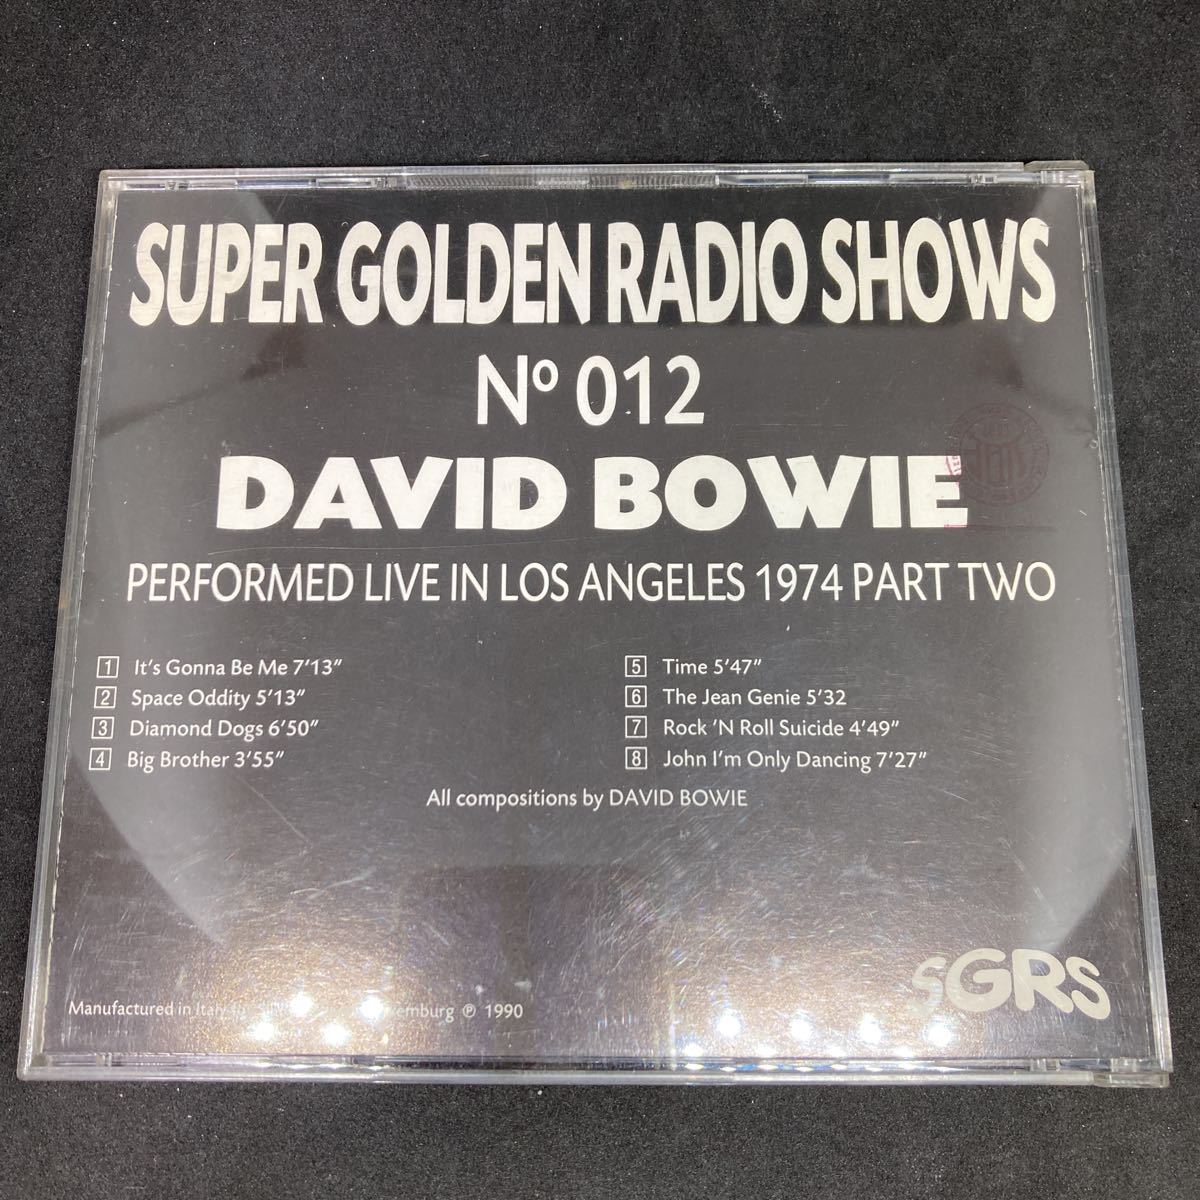 SUPER GOLDEN RADIO SHOWS
Nº 012
DAVID BOWIE
PERFORMED LIVE IN LOS ANGELES 1974 PART TWO
1 It's Gonna Be Me 7'13"
2 Space Oddity 5'13"
3 Diamond Dogs 6'50"
4 Big Brother 3'55"
5 Time 5'47"
6 The Jean Genie 5'32
7 Rock 'N Roll Suicide 4'49"
8 John I'm Only Dancing 7'27"
All compositions by DAVID BOWIE
SGRS
Manufactured in Italy ℗ 1990